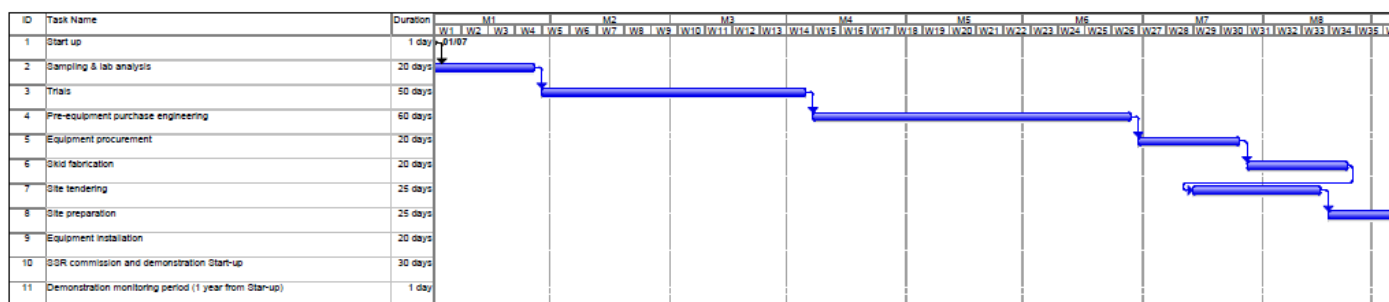 ID Task Name Duration M1 M2 M3 M4 M5 M6 M7 M8
W1 W2 W3 W4 W5 W6 W7 W8 W9 W10 W11 W12 W13 W14 W15 W16 W17 W18 W19 W20 W21 W22 W23 W24 W25 W26 W27 W28 W29 W30 W31 W32 W33 W34 W35
1 Start up 1 day 01/07
2 Sampling & lab analysis 20 days
3 Trials 50 days
4 Pre-equipment purchase engineering 60 days
5 Equipment procurement 20 days
6 Skid fabrication 20 days
7 Site tendering 25 days
8 Site preparation 25 days
9 Equipment installation 20 days
10 SSR commission and demonstration Start-up 30 days
11 Demonstration monitoring period (1 year from Star-up) 1 day